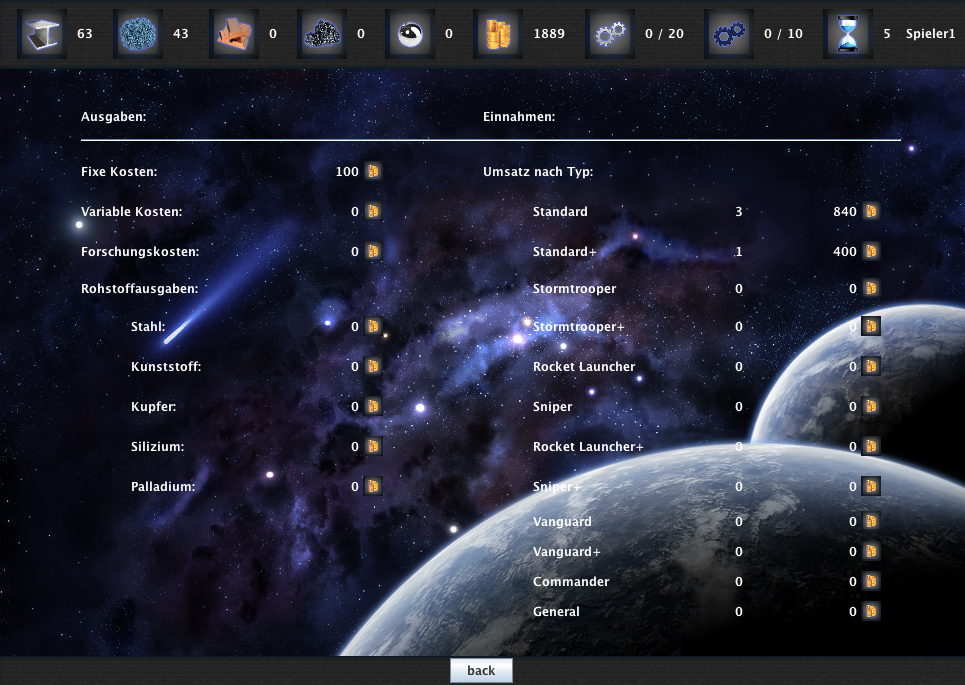 63 43 0 0 0 1889 0 / 20 0 / 10 5 Spieler1
Ausgaben: Einnahmen:
Fixe Kosten: 100 Umsatz nach Typ:
Variable Kosten: 0 Standard 3 840
Forschungskosten: 0 Standard+ 1 400
Rohstoffausgaben: Stormtrooper 0 0
Stahl: 0 Stormtrooper+ 0 0
Kunststoff: 0 Rocket Launcher 0 0
Kupfer: 0 Sniper 0 0
Silizium: 0 Rocket Launcher+ 0 0
Palladium: 0 Sniper+ 0 0
Vanguard 0 0
Vanguard+ 0 0
Commander 0 0
General 0 0
back